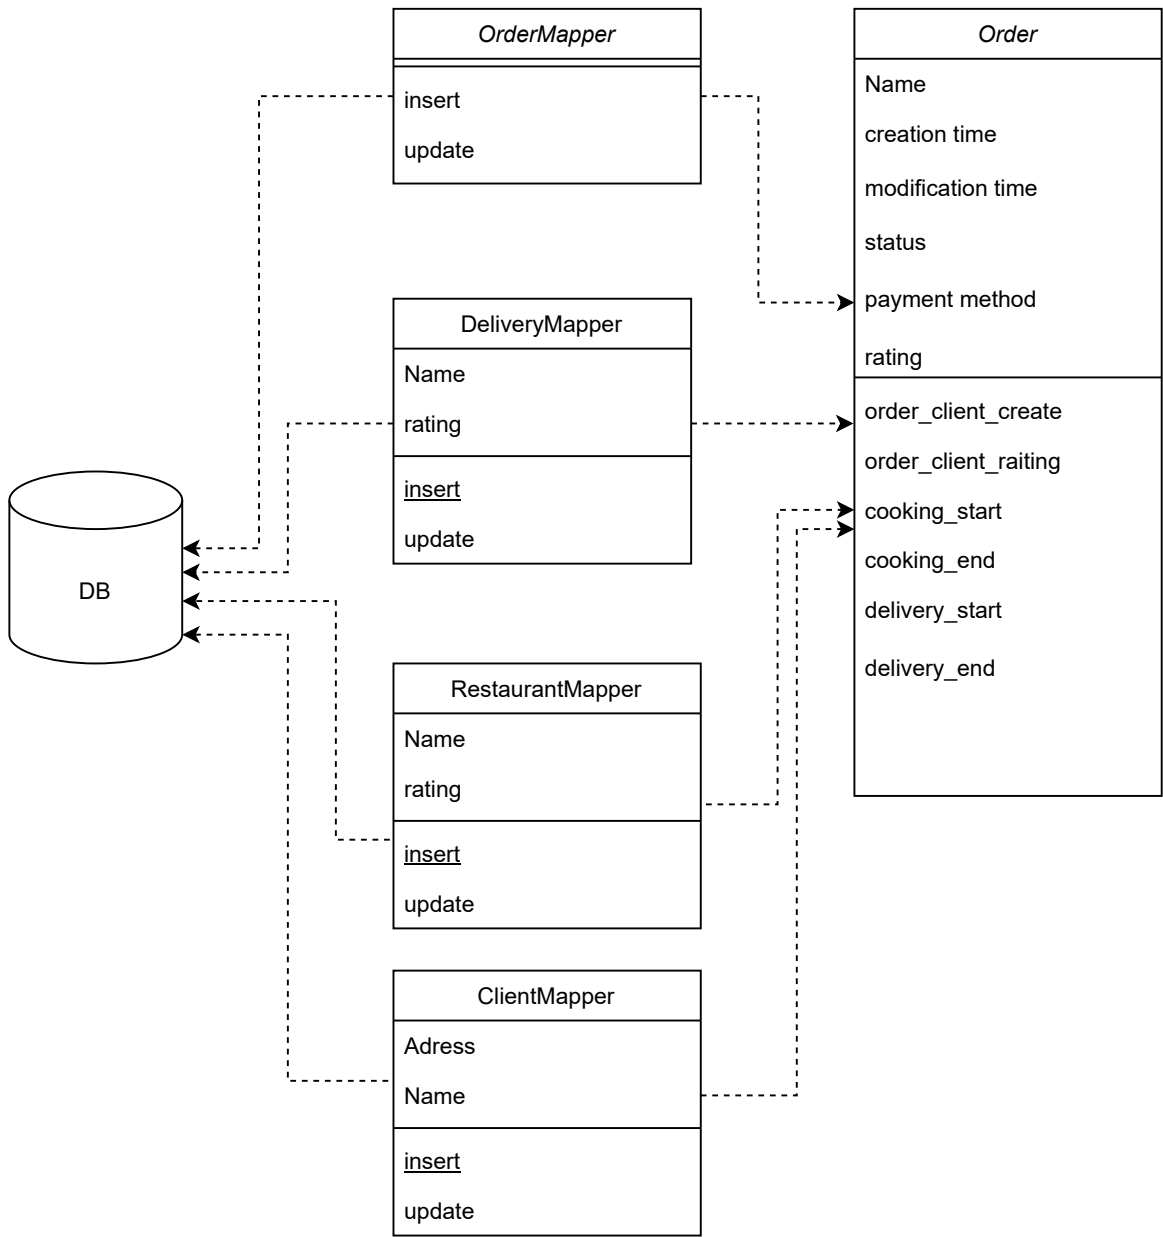 OrderMapper
insert
update
Order
Name
creation time
modification time
status
payment method
rating
order_client_create
order_client_raiting
cooking_start
cooking_end
delivery_start
delivery_end
DeliveryMapper
Name
rating
insert
update
DB
RestaurantMapper
Name
rating
insert
update
ClientMapper
Adress
Name
insert
update